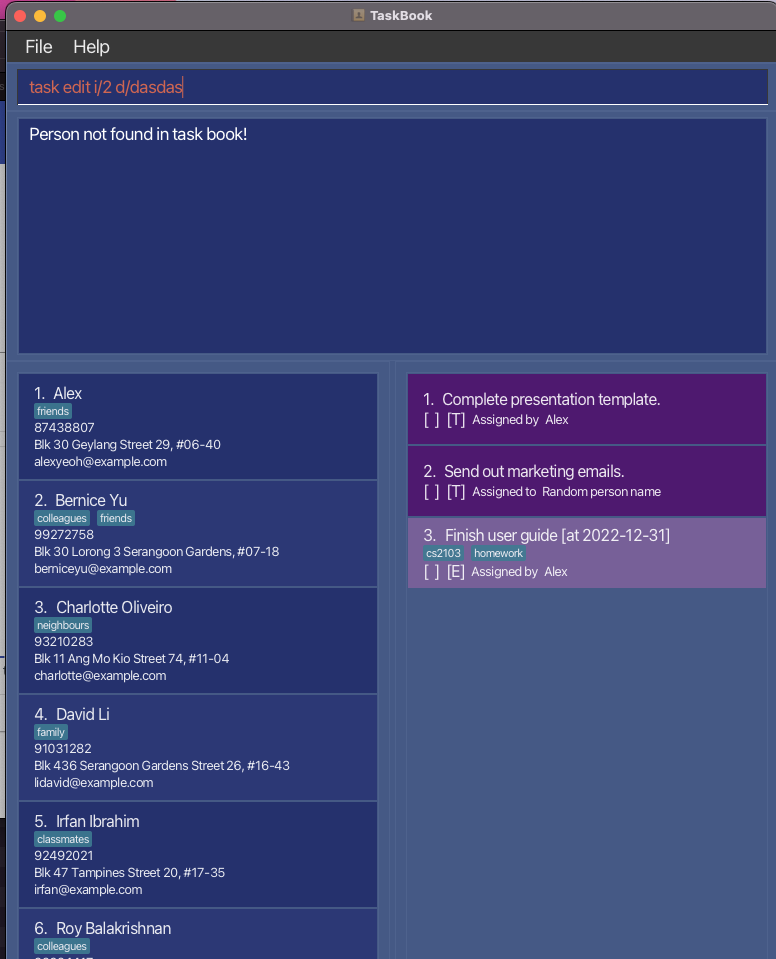 TaskBook
File Help
task edit i/2 d/dasdas
Person not found in task book!
1. Alex
friends
87438807
Blk 30 Geylang Street 29, #06-40
alexyeoh@example.com
2. Bernice Yu
colleagues friends
99272758
Blk 30 Lorong 3 Serangoon Gardens, #07-18
berniceyu@example.com
3. Charlotte Oliveiro
neighbours
93210283
Blk 11 Ang Mo Kio Street 74, #11-04
charlotte@example.com
4. David Li
family
91031282
Blk 436 Serangoon Gardens Street 26, #16-43
lidavid@example.com
5. Irfan Ibrahim
classmates
92492021
Blk 47 Tampines Street 20, #17-35
irfan@example.com
6. Roy Balakrishnan
colleagues
1. Complete presentation template.
[ ] [T] Assigned by Alex
2. Send out marketing emails.
[ ] [T] Assigned to Random person name
3. Finish user guide [at 2022-12-31]
cs2103 homework
[ ] [E] Assigned by Alex